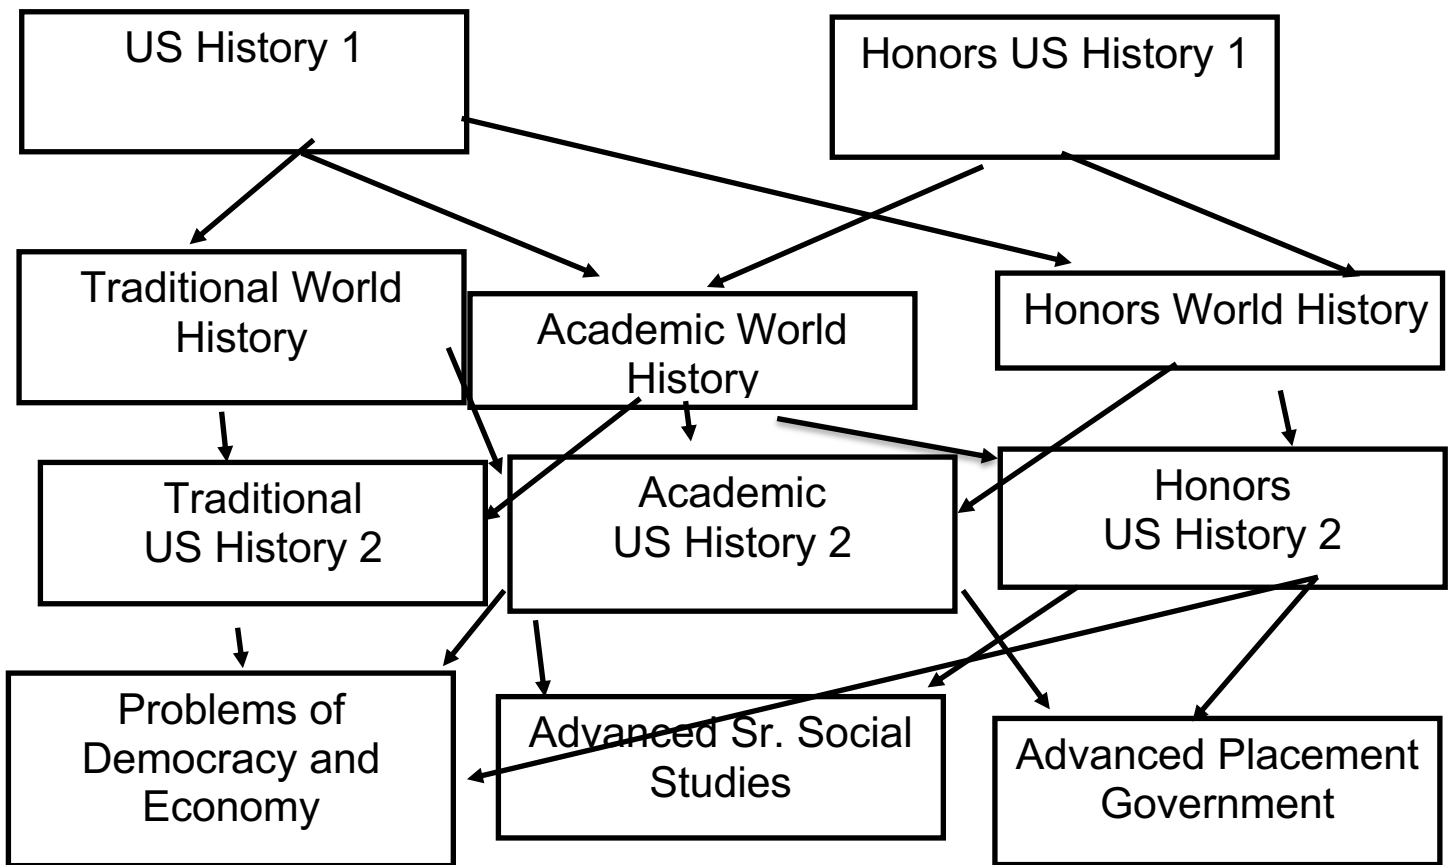 US History 1
Honors US History 1
Traditional World
History
Academic World
History
Honors World History
Traditional
US History 2
Academic
US History 2
Honors
US History 2
Problems of
Democracy and
Economy
Advanced Sr. Social
Studies
Advanced Placement
Government